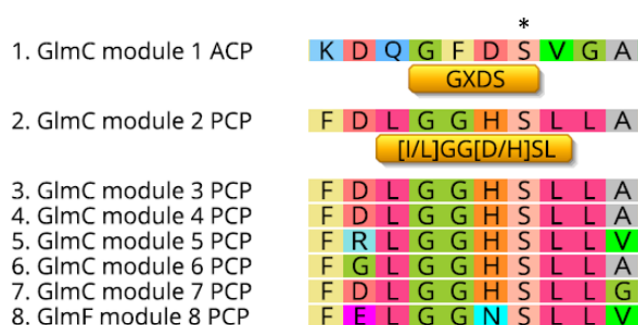 *
1. GlmC module 1 ACP K D Q G F D S V G A
GXDS
2. GlmC module 2 PCP F D L G G H S L L A
[I/L]GG[D/H]SL
3. GlmC module 3 PCP F D L G G H S L L A
4. GlmC module 4 PCP F D L G G H S L L A
5. GlmC module 5 PCP F R L G G H S L L V
6. GlmC module 6 PCP F G L G G H S L L A
7. GlmC module 7 PCP F D L G G H S L L G
8. GlmF module 8 PCP F E L G G N S L L V